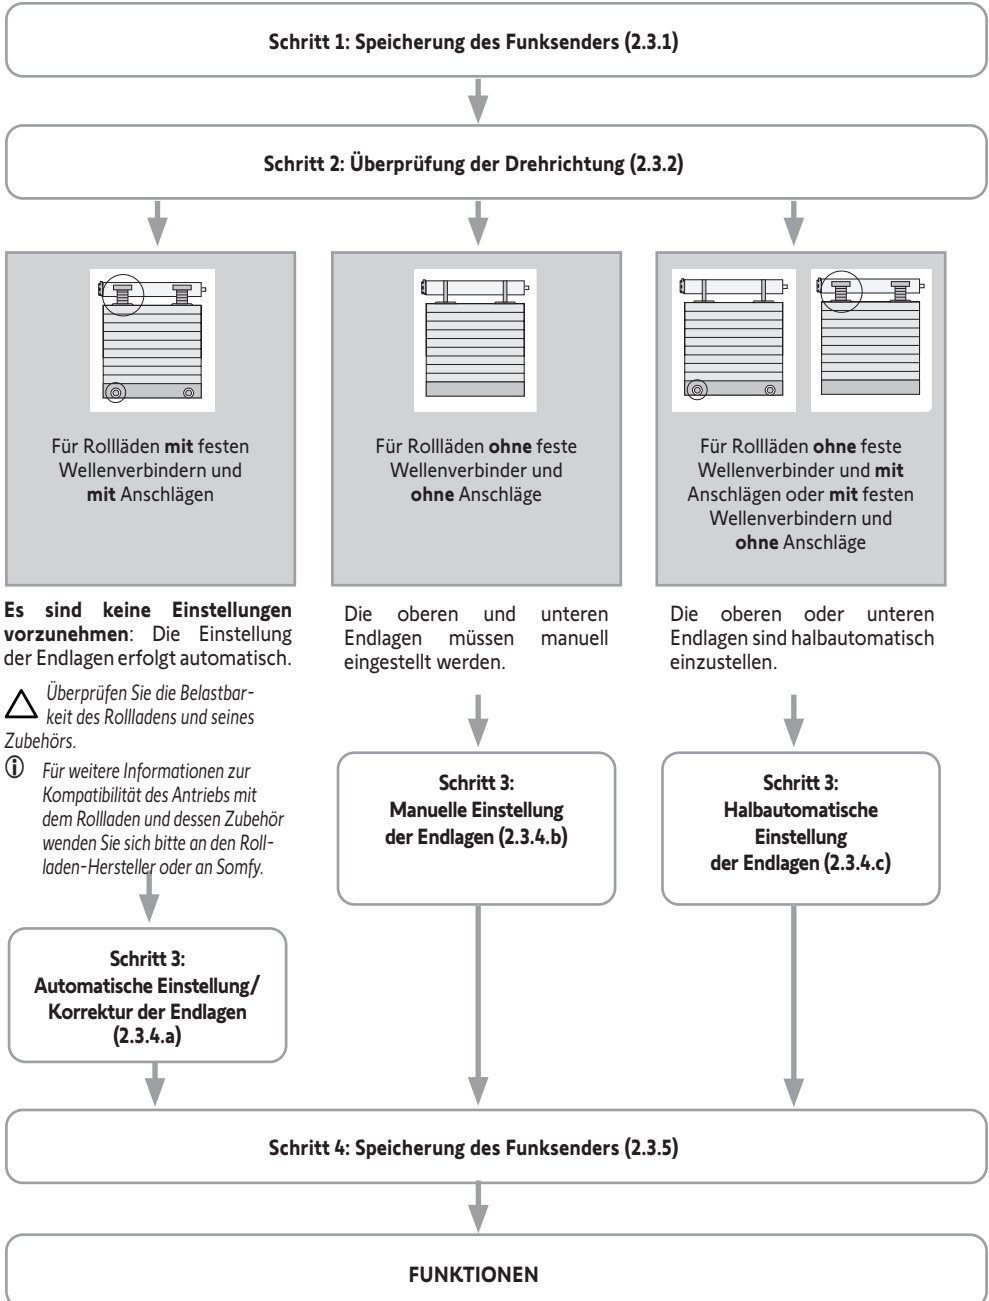 Schritt 1: Speicherung des Funksenders (2.3.1)
Schritt 2: Überprüfung der Drehrichtung (2.3.2)
Für Rollläden mit festen
Wellenverbindern und
mit Anschlägen
Für Rollläden ohne feste
Wellenverbinder und
ohne Anschläge
Für Rollläden ohne feste
Wellenverbinder und mit
Anschlägen oder mit festen
Wellenverbindern und
ohne Anschläge
Es sind keine Einstellungen
vorzunehmen: Die Einstellung
der Endlagen erfolgt automatisch.
Überprüfen Sie die Belastbar-
keit des Rollladens und seines
Zubehörs.
Für weitere Informationen zur
Kompatibilität des Antriebs mit
dem Rollladen und dessen Zubehör
wenden Sie sich bitte an den Roll-
laden-Hersteller oder an Somfy.
Die oberen und unteren
Endlagen müssen manuell
eingestellt werden.
Die oberen oder unteren
Endlagen sind halbautomatisch
einzustellen.
Schritt 3:
Automatische Einstellung/
Korrektur der Endlagen
(2.3.4.a)
Schritt 3:
Manuelle Einstellung
der Endlagen (2.3.4.b)
Schritt 3:
Halbautomatische
Einstellung
der Endlagen (2.3.4.c)
Schritt 4: Speicherung des Funksenders (2.3.5)
FUNKTIONEN